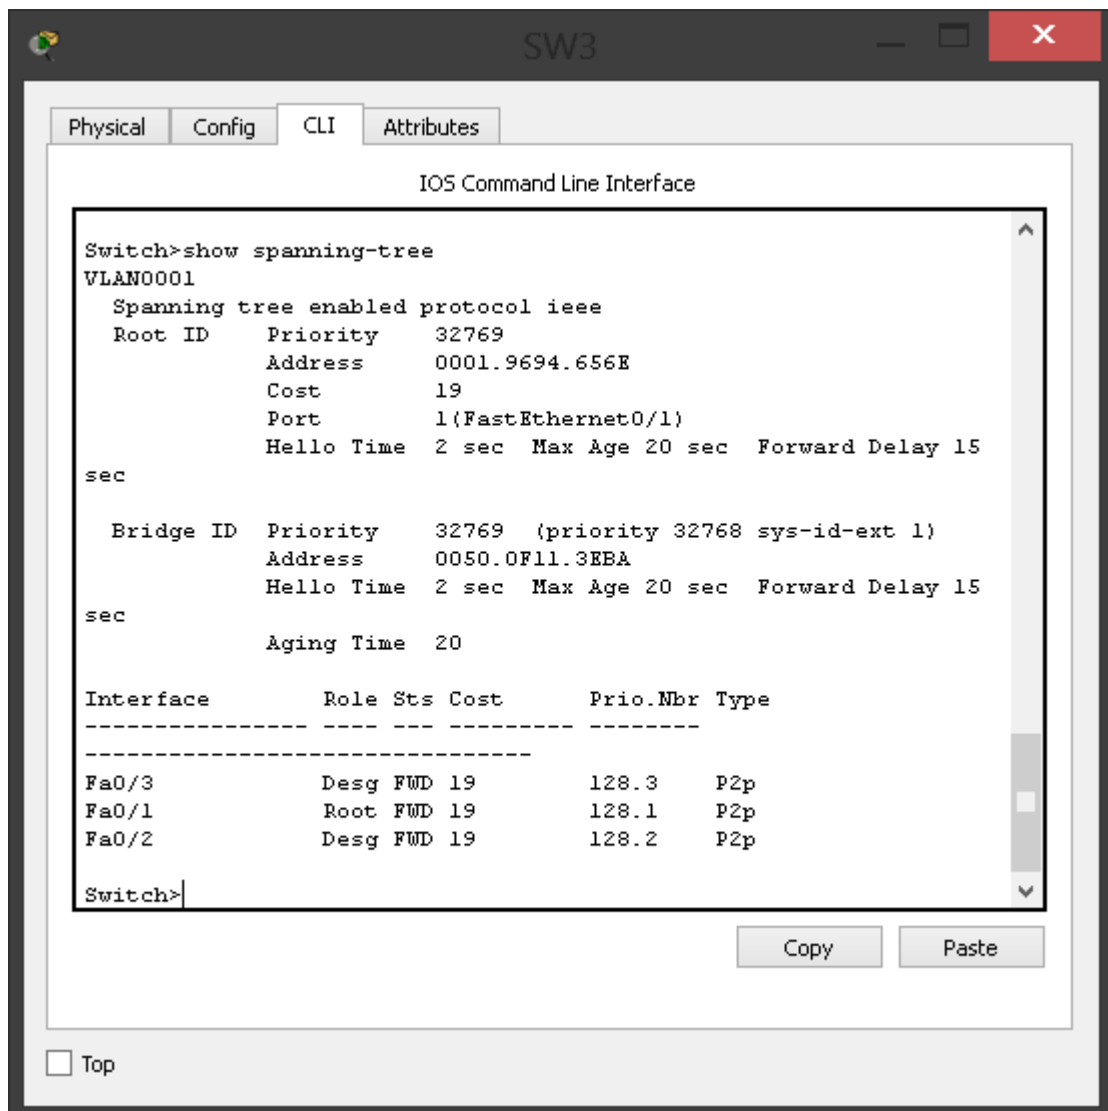 SW3
Physical Config CLI Attributes
IOS Command Line Interface
Switch>show spanning-tree
VLAN0001
  Spanning tree enabled protocol ieee
  Root ID    Priority    32769
             Address     0001.9694.656E
             Cost        19
             Port        1(FastEthernet0/1)
             Hello Time  2 sec  Max Age 20 sec  Forward Delay 15
sec
  Bridge ID  Priority    32769  (priority 32768 sys-id-ext 1)
             Address     0050.0F11.3EBA
             Hello Time  2 sec  Max Age 20 sec  Forward Delay 15
sec
             Aging Time  20
Interface        Role Sts Cost      Prio.Nbr Type
---------------- ---- --- --------- --------
--------------------------------
Fa0/3            Desg FWD 19        128.3    P2p
Fa0/1            Root FWD 19        128.1    P2p
Fa0/2            Desg FWD 19        128.2    P2p
Switch>
Copy Paste
Top